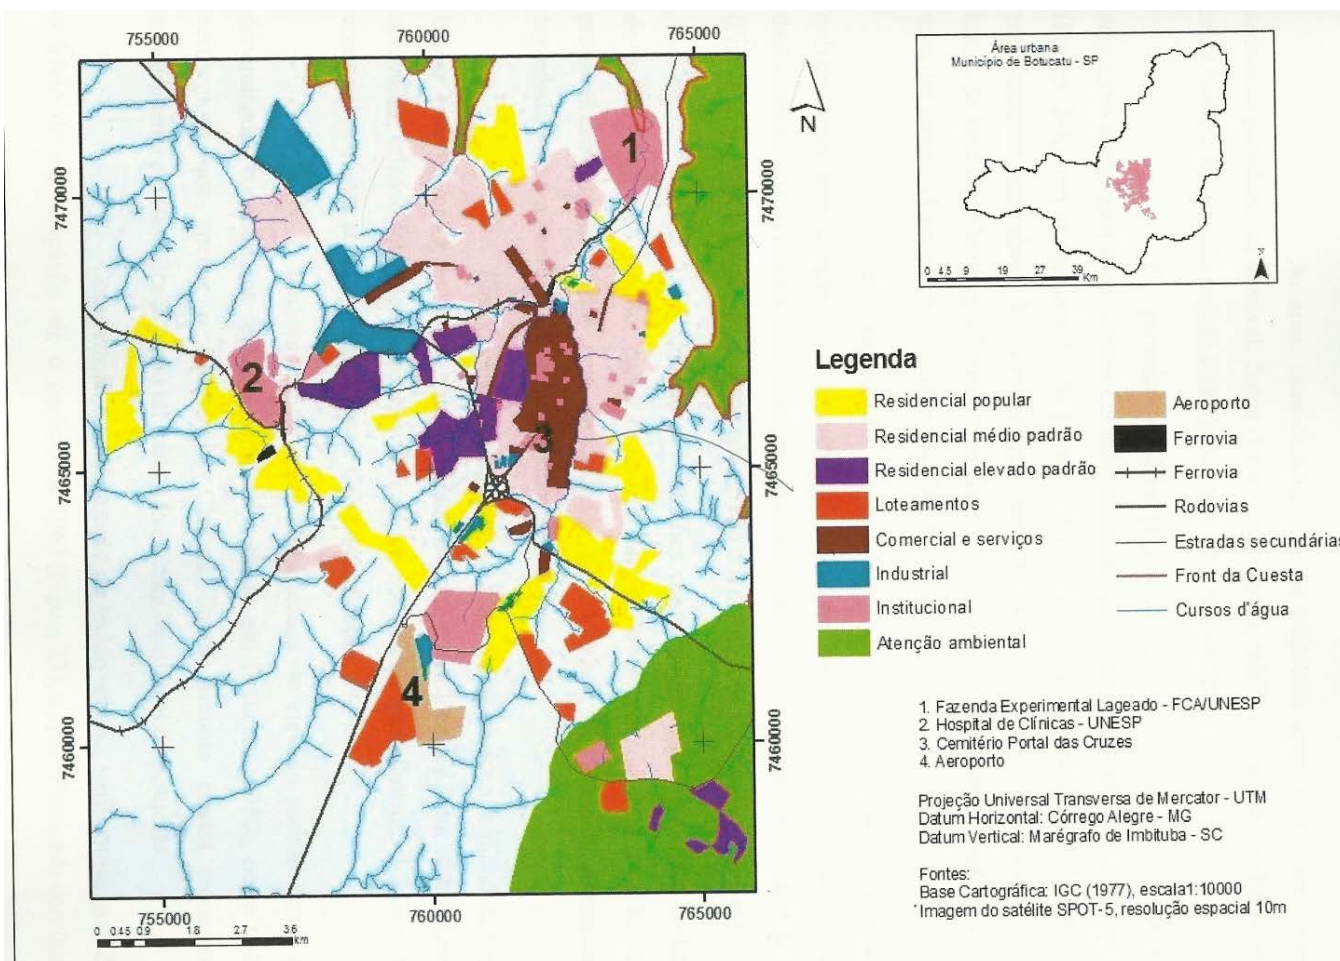 755000
760000
765000
7470000
7470000
7465000
7465000
7460000
7460000
1
2
3
4
755000
760000
765000
0 0.45 0.9 1.8 2.7 3.6
km
N
Área urbana
Município de Botucatu - SP
0 4.5 9 19 27 39
Km
Legenda
Residencial popular
Residencial médio padrão
Residencial elevado padrão
Loteamentos
Comercial e serviços
Industrial
Institucional
Atenção ambiental
Aeroporto
Ferrovia
Ferrovia
Rodovias
Estradas secundárias
Front da Cuesta
Cursos d'água
1. Fazenda Experimental Lageado - FCA/UNESP
2. Hospital de Clínicas - UNESP
3. Cemitério Portal das Cruzes
4. Aeroporto
Projeção Universal Transversa de Mercator - UTM
Datum Horizontal: Córrego Alegre - MG
Datum Vertical: Marégrafo de Imbituba - SC
Fontes:
Base Cartográfica: IGC (1977), escala1:10000
Imagem do satélite SPOT-5, resolução espacial 10m